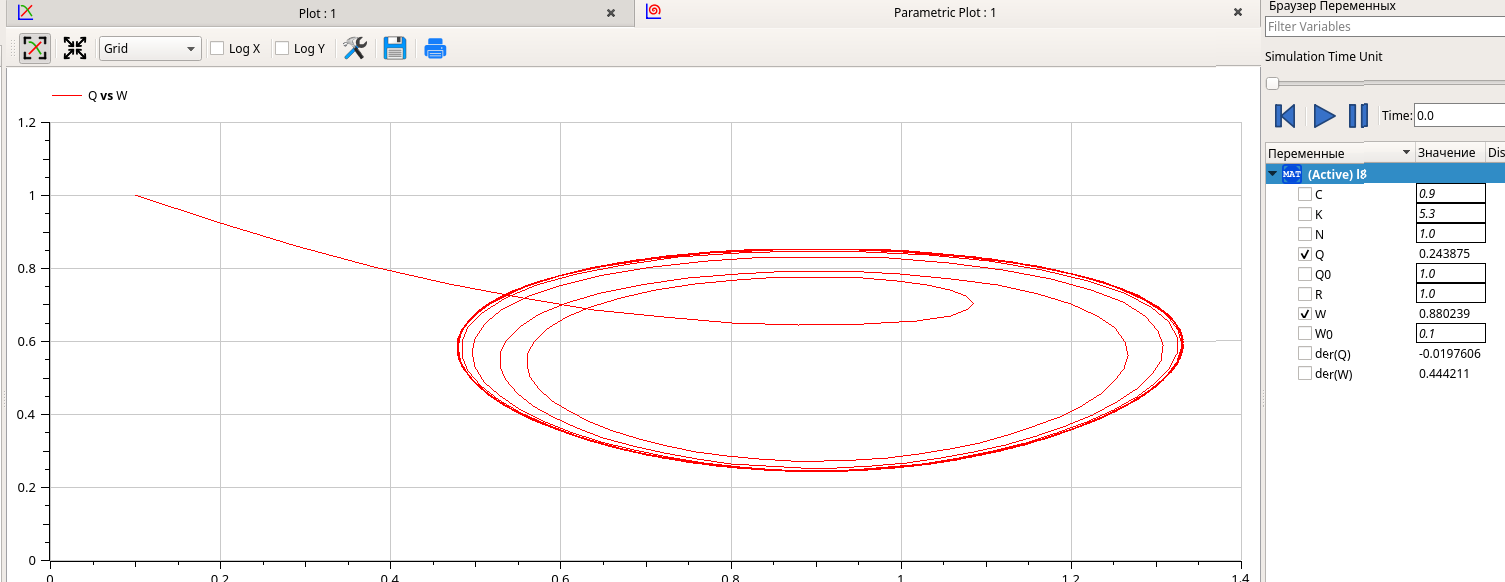 Plot : 1
Parametric Plot : 1
Grid
Log X
Log Y
Q vs W
1.2
1
0.8
0.6
0.4
0.2
0
0
0.2
0.4
0.6
0.8
1
1.2
1.4
Браузер Переменных
Filter Variables
Simulation Time Unit
Time: 0.0
Переменные Значение Dis
MAT (Active) l8
C 0.9
K 5.3
N 1.0
Q 0.243875
Q0 1.0
R 1.0
W 0.880239
W0 0.1
der(Q) -0.0197606
der(W) 0.444211